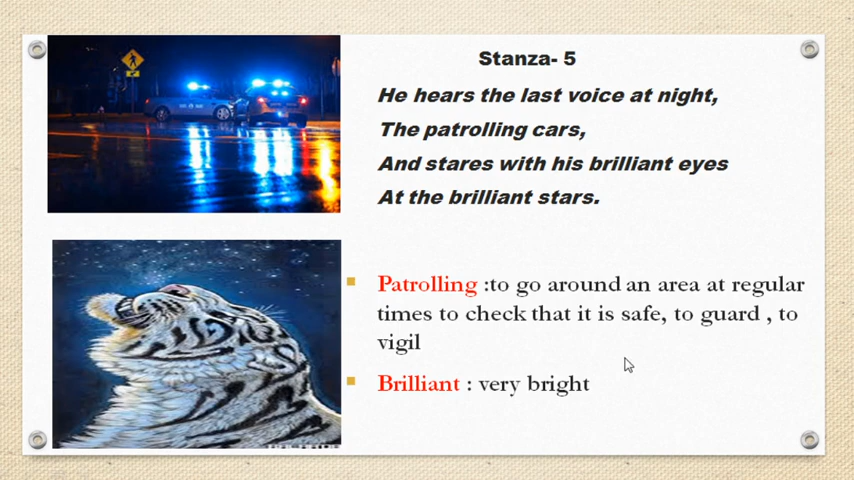 Stanza- 5
He hears the last voice at night,
The patrolling cars,
And stares with his brilliant eyes
At the brilliant stars.
Patrolling :to go around an area at regular
times to check that it is safe, to guard , to
vigil
Brilliant : very bright